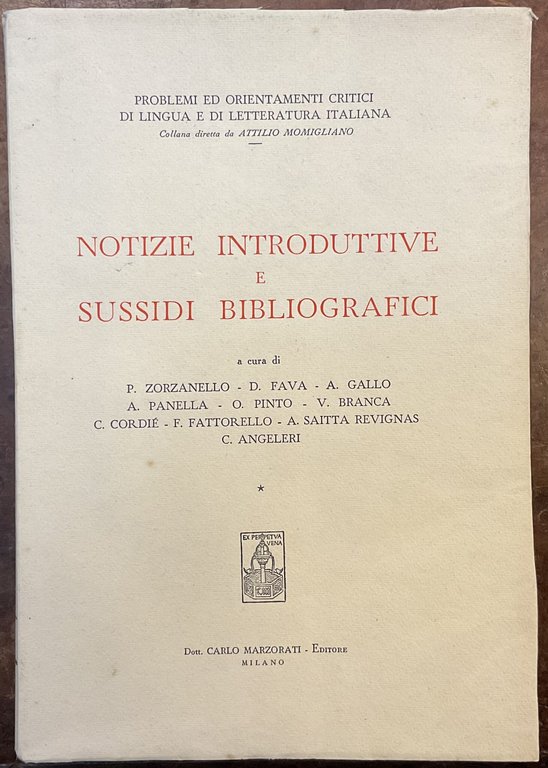 PROBLEMI ED ORIENTAMENTI CRITICI
DI LINGUA E DI LETTERATURA ITALIANA
Collana diretta da ATTILIO MOMIGLIANO
NOTIZIE INTRODUTTIVE
E
SUSSIDI BIBLIOGRAFICI
a cura di
P. ZORZANELLO - D. FAVA - A. GALLO
A. PANELLA - O. PINTO - V. BRANCA
C. CORDIÉ - F. FATTORELLO - A. SAITTA REVIGNAS
C. ANGELERI
★
EX PERPETVA
VENA
Dott. CARLO MARZORATI - EDITORE
MILANO